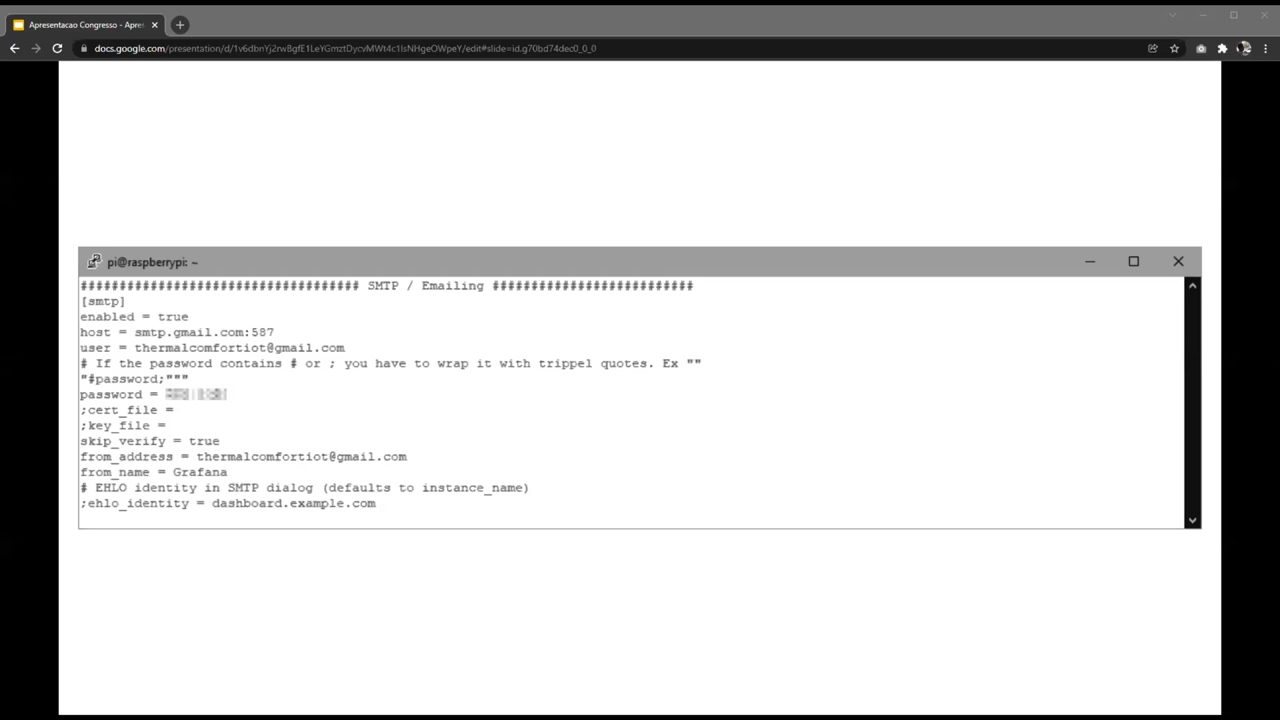 Apresentacao Congresso - Apres
docs.google.com/presentation/d/1v6dbnYj2rwBgfE1LeYGmztDycvMWt4c1IsNHgeOWpeY/edit#slide=id.g70bd74dec0_0_0
pi@raspberrypi: ~
#################################### SMTP / Emailing ##########################
[smtp]
enabled = true
host = smtp.gmail.com:587
user = thermalcomfortiot@gmail.com
# If the password contains # or ; you have to wrap it with trippel quotes. Ex ""
"#password;"""
password =
;cert_file =
;key_file =
skip_verify = true
from_address = thermalcomfortiot@gmail.com
from_name = Grafana
# EHLO identity in SMTP dialog (defaults to instance_name)
;ehlo_identity = dashboard.example.com